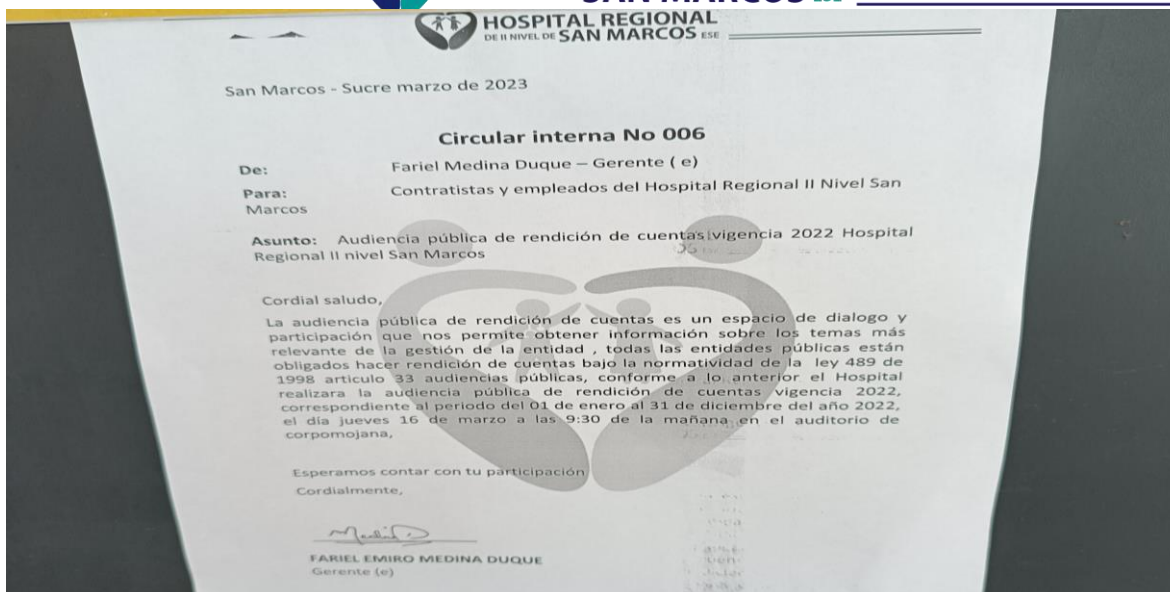 SAN MARCOS ESE
HOSPITAL REGIONAL
DE II NIVEL DE SAN MARCOS ESE
San Marcos - Sucre marzo de 2023
Circular interna No 006
De: Fariel Medina Duque – Gerente ( e)
Para: Contratistas y empleados del Hospital Regional II Nivel San
Marcos
Asunto: Audiencia pública de rendición de cuentas vigencia 2022 Hospital
Regional II nivel San Marcos
Cordial saludo,
La audiencia pública de rendición de cuentas es un espacio de dialogo y
participación que nos permite obtener información sobre los temas más
relevante de la gestión de la entidad , todas las entidades públicas están
obligados hacer rendición de cuentas bajo la normatividad de la ley 489 de
1998 articulo 33 audiencias públicas, conforme a lo anterior el Hospital
realizara la audiencia pública de rendición de cuentas vigencia 2022,
correspondiente al periodo del 01 de enero al 31 de diciembre del año 2022,
el día jueves 16 de marzo a las 9:30 de la mañana en el auditorio de
corpomojana,
Esperamos contar con tu participación
Cordialmente,
FARIEL EMIRO MEDINA DUQUE
Gerente (e)